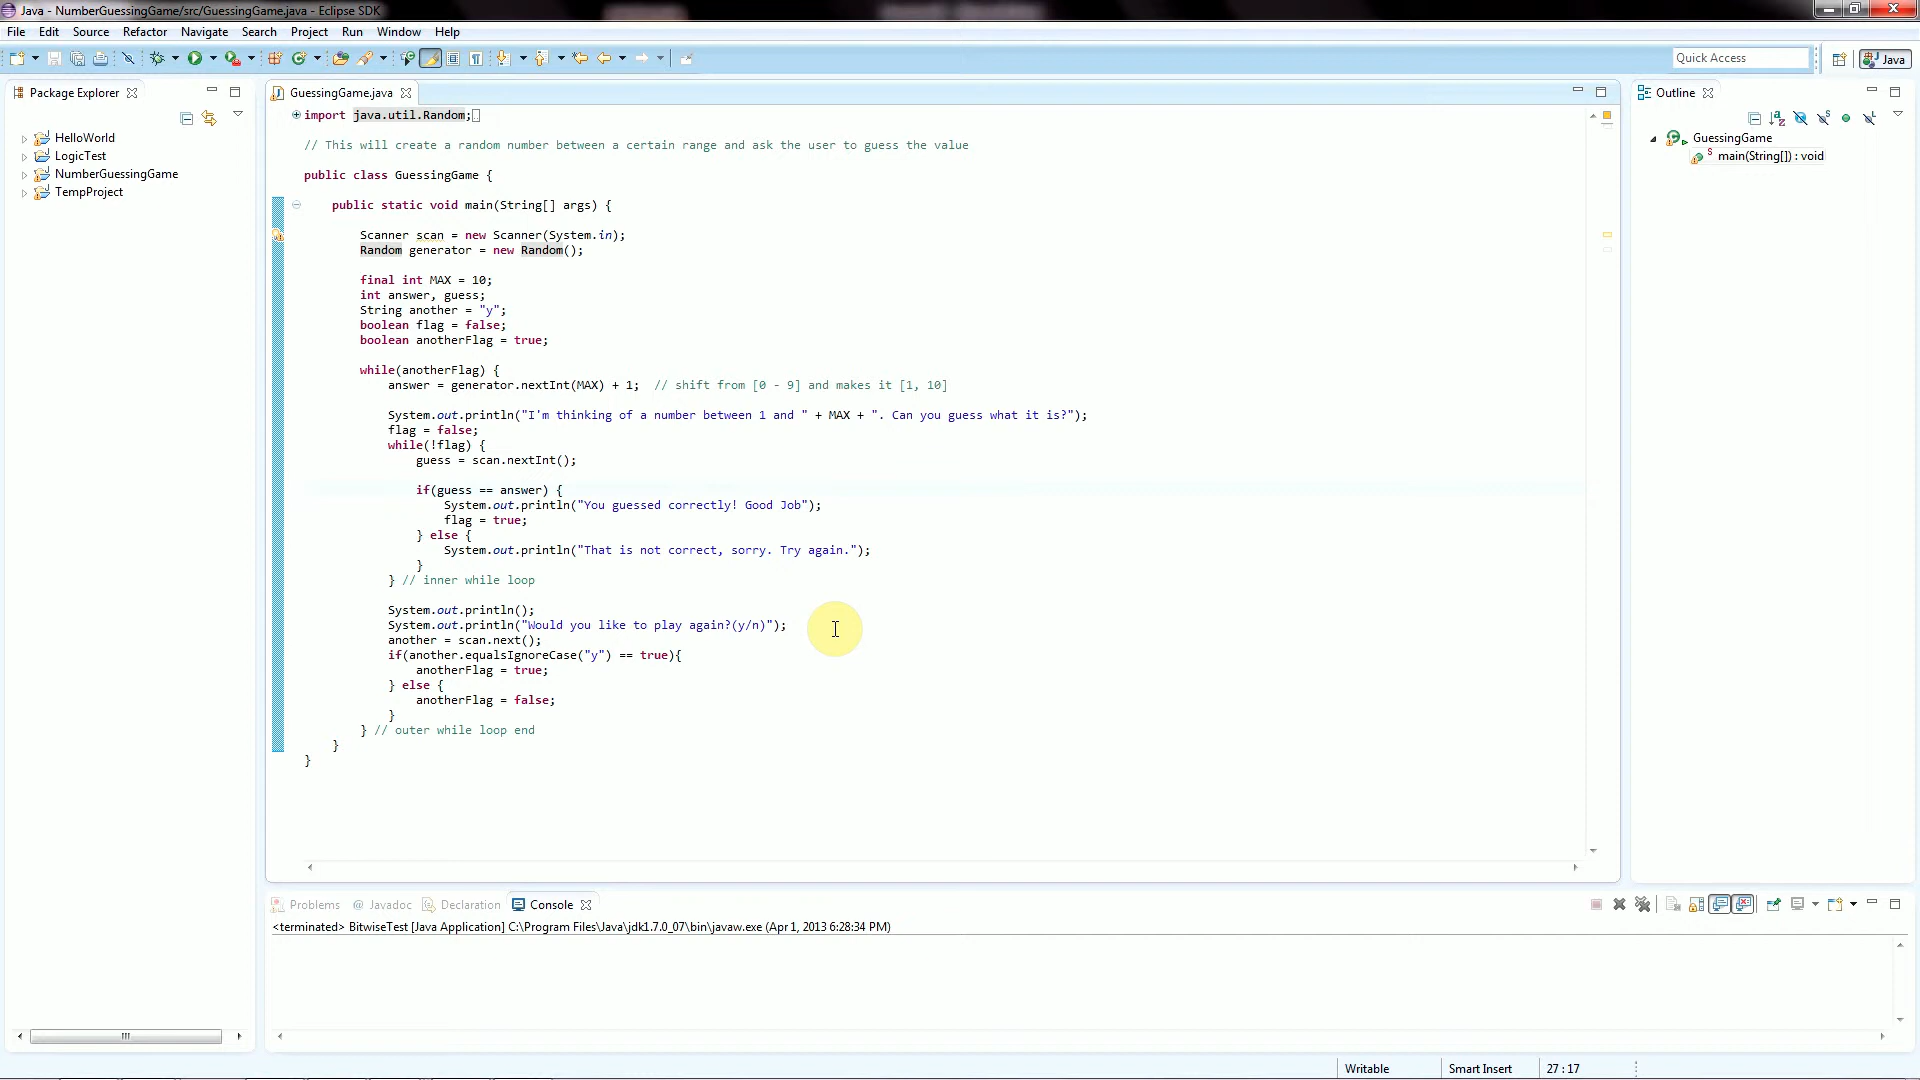 Java - NumberGuessingGame/src/GuessingGame.java - Eclipse SDK
File Edit Source Refactor Navigate Search Project Run Window Help
Quick Access
Java
Package Explorer
HelloWorld
LogicTest
NumberGuessingGame
TempProject
GuessingGame.java
import java.util.Random;
// This will create a random number between a certain range and ask the user to guess the value
public class GuessingGame {
public static void main(String[] args) {
Scanner scan = new Scanner(System.in);
Random generator = new Random();
final int MAX = 10;
int answer, guess;
String another = "y";
boolean flag = false;
boolean anotherFlag = true;
while(anotherFlag) {
answer = generator.nextInt(MAX) + 1; // shift from [0 - 9] and makes it [1, 10]
System.out.println("I'm thinking of a number between 1 and " + MAX + ". Can you guess what it is?");
flag = false;
while(!flag) {
guess = scan.nextInt();
if(guess == answer) {
System.out.println("You guessed correctly! Good Job");
flag = true;
} else {
System.out.println("That is not correct, sorry. Try again.");
}
} // inner while loop
System.out.println();
System.out.println("Would you like to play again?(y/n)");
another = scan.next();
if(another.equalsIgnoreCase("y") == true){
anotherFlag = true;
} else {
anotherFlag = false;
}
} // outer while loop end
}
}
Outline
GuessingGame
main(String[]) : void
Problems @ Javadoc Declaration Console
<terminated> BitwiseTest [Java Application] C:\Program Files\Java\jdk1.7.0_07\bin\javaw.exe (Apr 1, 2013 6:28:34 PM)
Writable Smart Insert 27 : 17